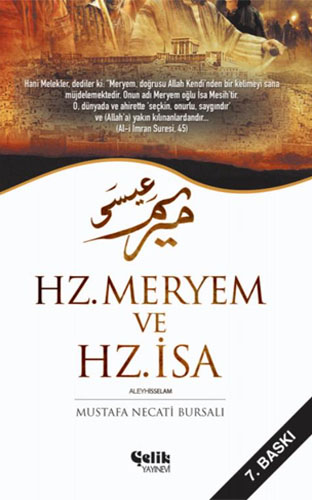 Hani Melekler, dediler ki: "Meryem, doğrusu Allah Kendi'nden bir kelimeyi sana
müjdelemektedir. Onun adı Meryem oğlu İsa Mesih'tir.
O, dünyada ve ahirette 'seçkin, onurlu, saygındır'
ve (Allah'a) yakın kılınanlardandır...
(Al-i İmran Suresi, 45)
عيسى
مريم
HZ. MERYEM
VE
HZ. İSA
ALEYHİSSELAM
MUSTAFA NECATİ BURSALI
Çelik
YAYINEVİ
7. BASKI